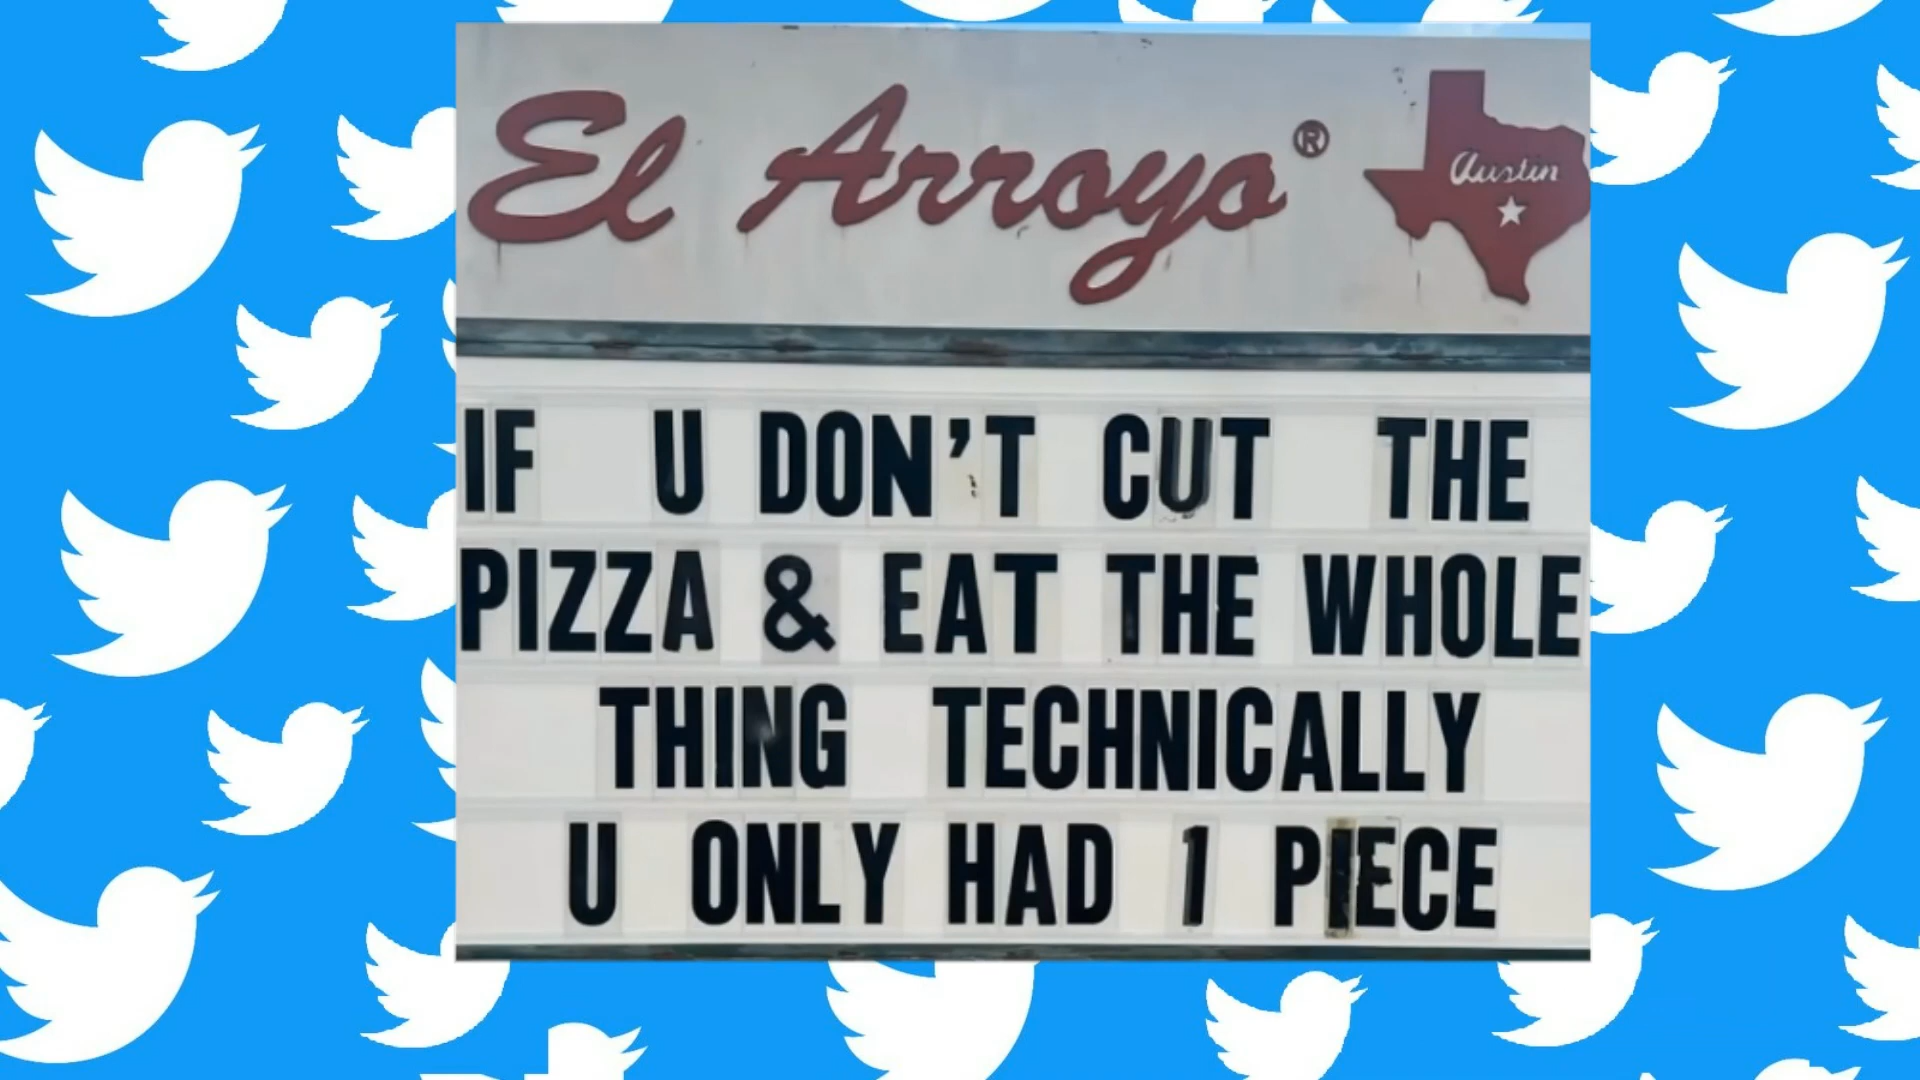 El Arroyo®
Austin
IF U DON'T CUT THE
PIZZA & EAT THE WHOLE
THING TECHNICALLY
U ONLY HAD 1 PIECE